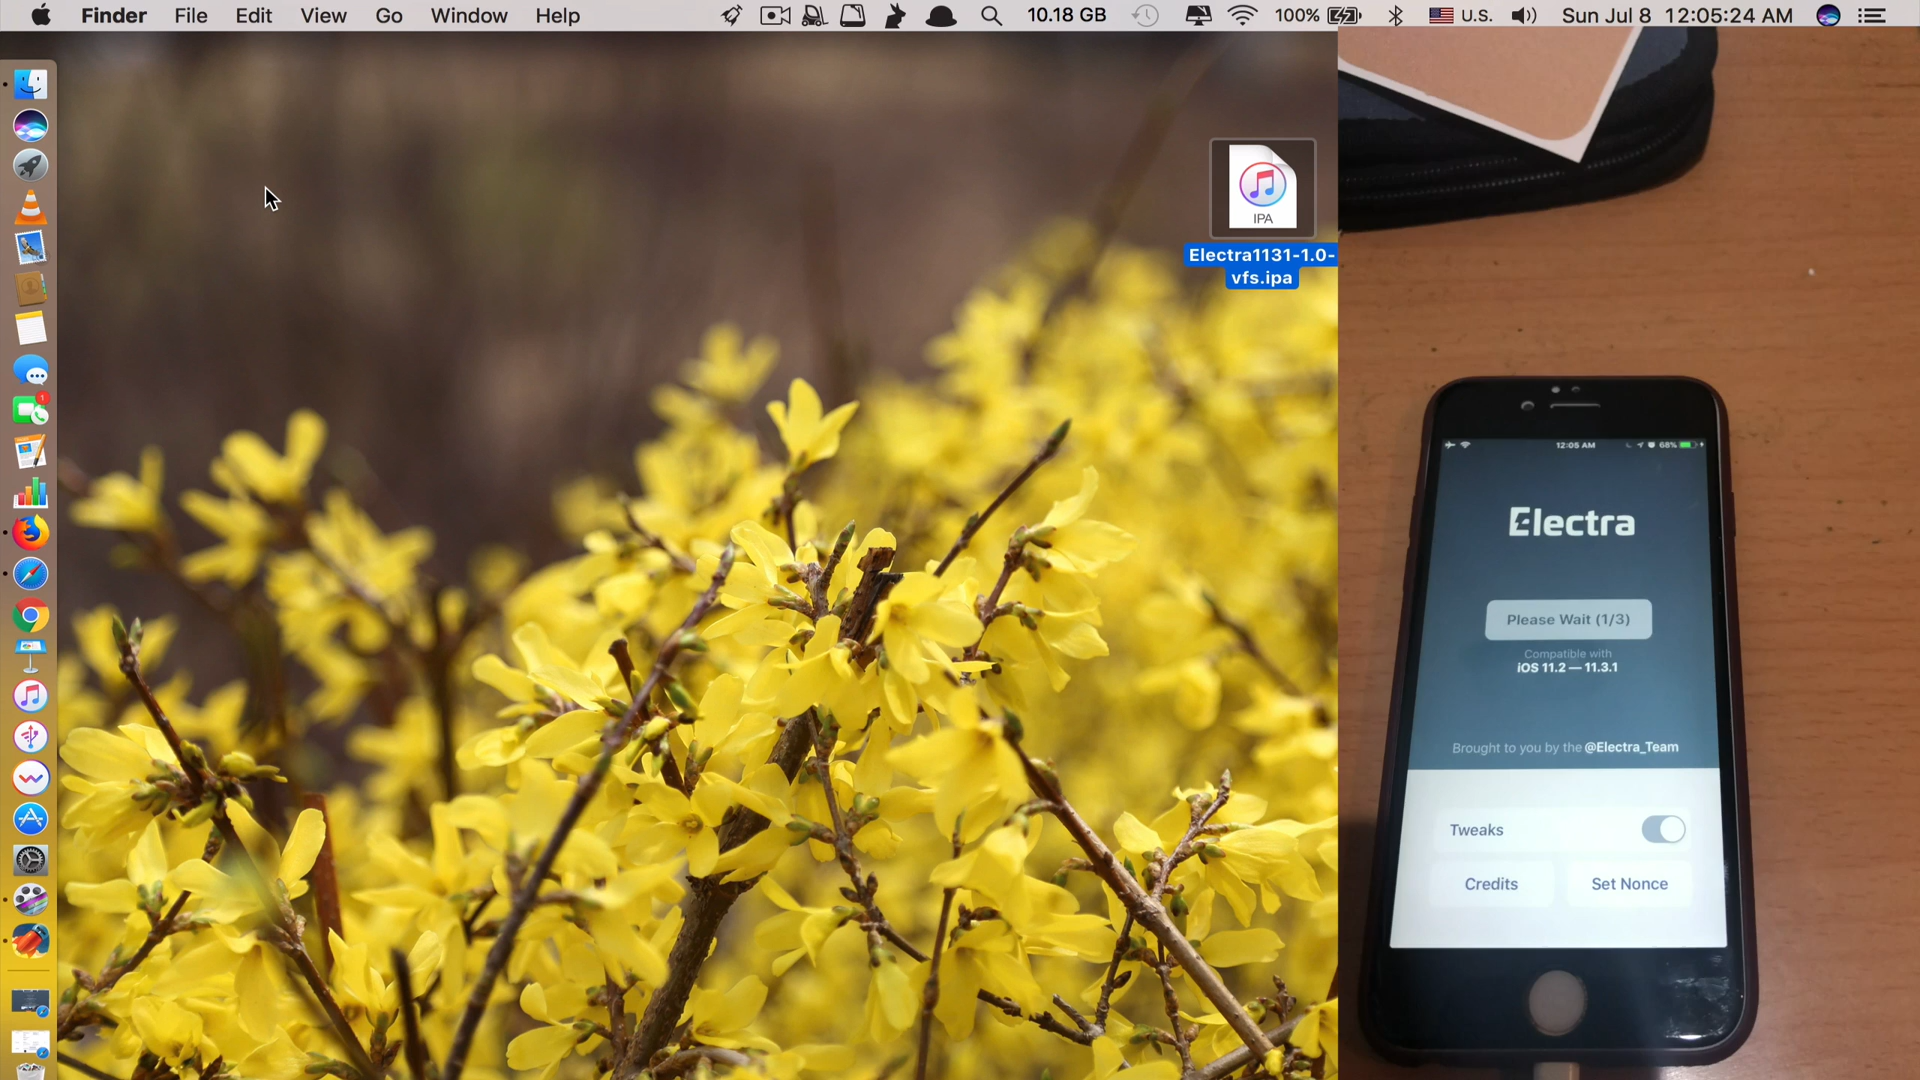 Finder File Edit View Go Window Help 10.18 GB 100% U.S. Sun Jul 8 12:05:24 AM
IPA
Electra1131-1.0-
vfs.ipa
1
12:05 AM 68%
Electra
Please Wait (1/3)
Compatible with
iOS 11.2 — 11.3.1
Brought to you by the @Electra_Team
Tweaks
Credits Set Nonce